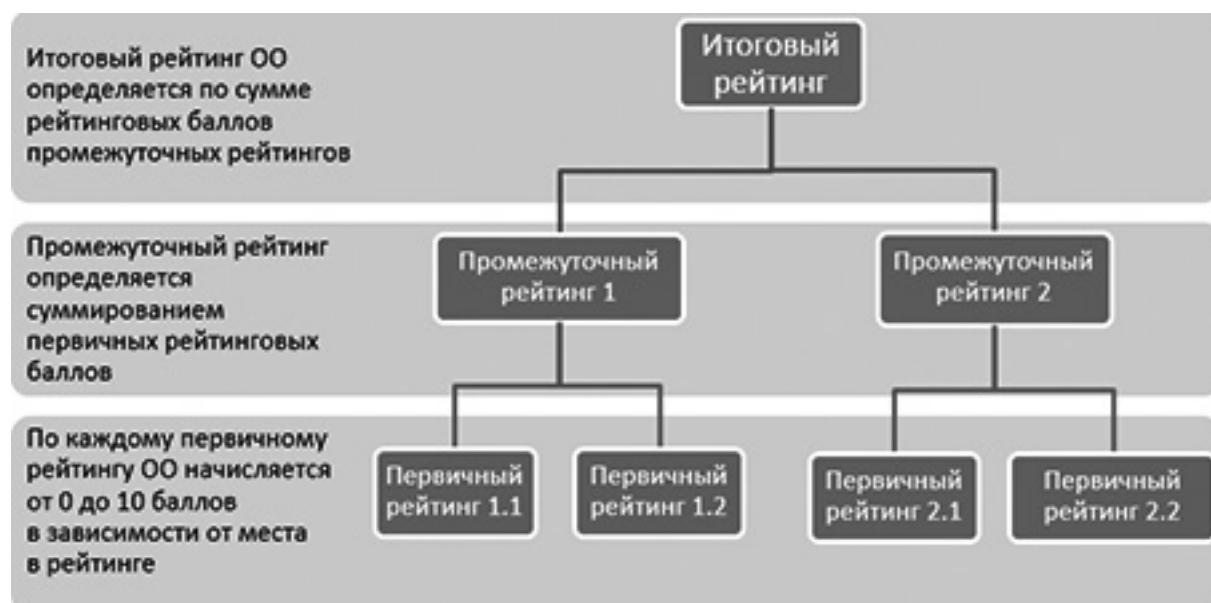 Итоговый рейтинг ОО
определяется по сумме
рейтинговых баллов
промежуточных рейтингов
Итоговый
рейтинг
Промежуточный рейтинг
определяется
суммированием
первичных рейтинговых
баллов
Промежуточный
рейтинг 1
Промежуточный
рейтинг 2
По каждому первичному
рейтингу ОО начисляется
от 0 до 10 баллов
в зависимости от места
в рейтинге
Первичный
рейтинг 1.1
Первичный
рейтинг 1.2
Первичный
рейтинг 2.1
Первичный
рейтинг 2.2